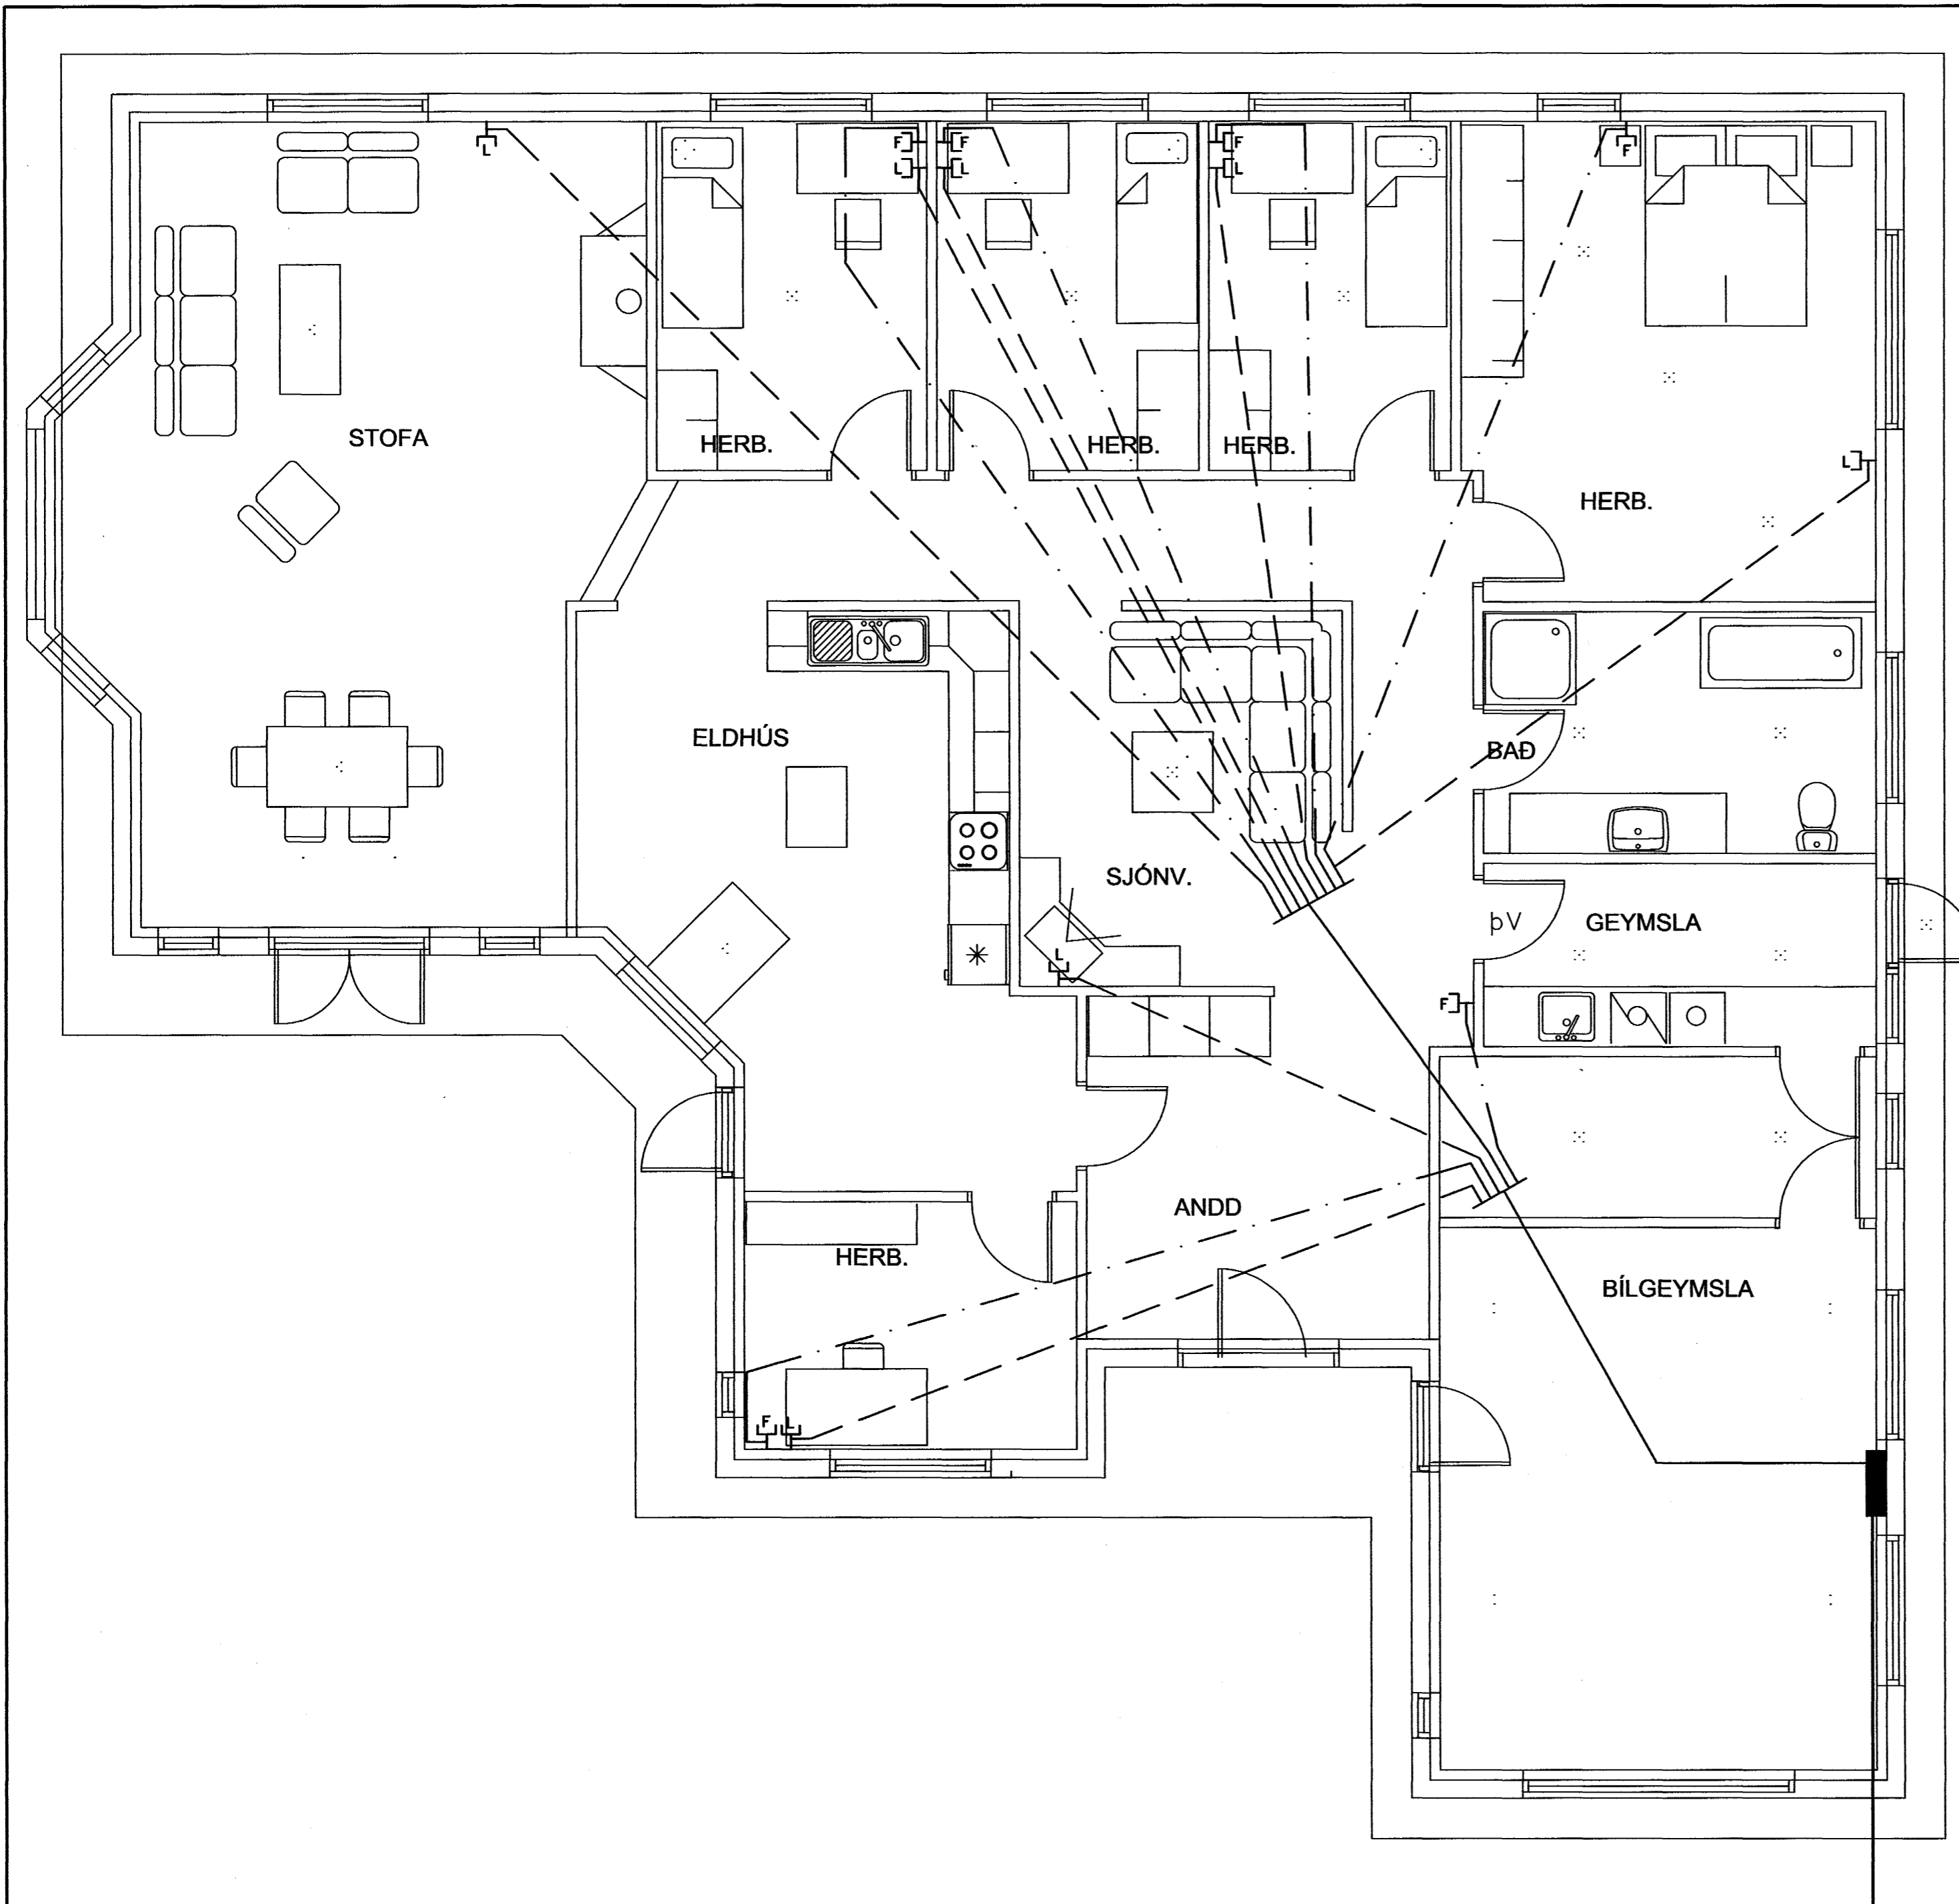 L
F
F
F
F
L
L
L
STOFA
HERB.
HERB.
HERB.
L
HERB.
ELDHÚS
BAÐ
SJÓNV.
þV
GEYMSLA
L
F
ANDD
HERB.
BÍLGEYMSLA
F
L